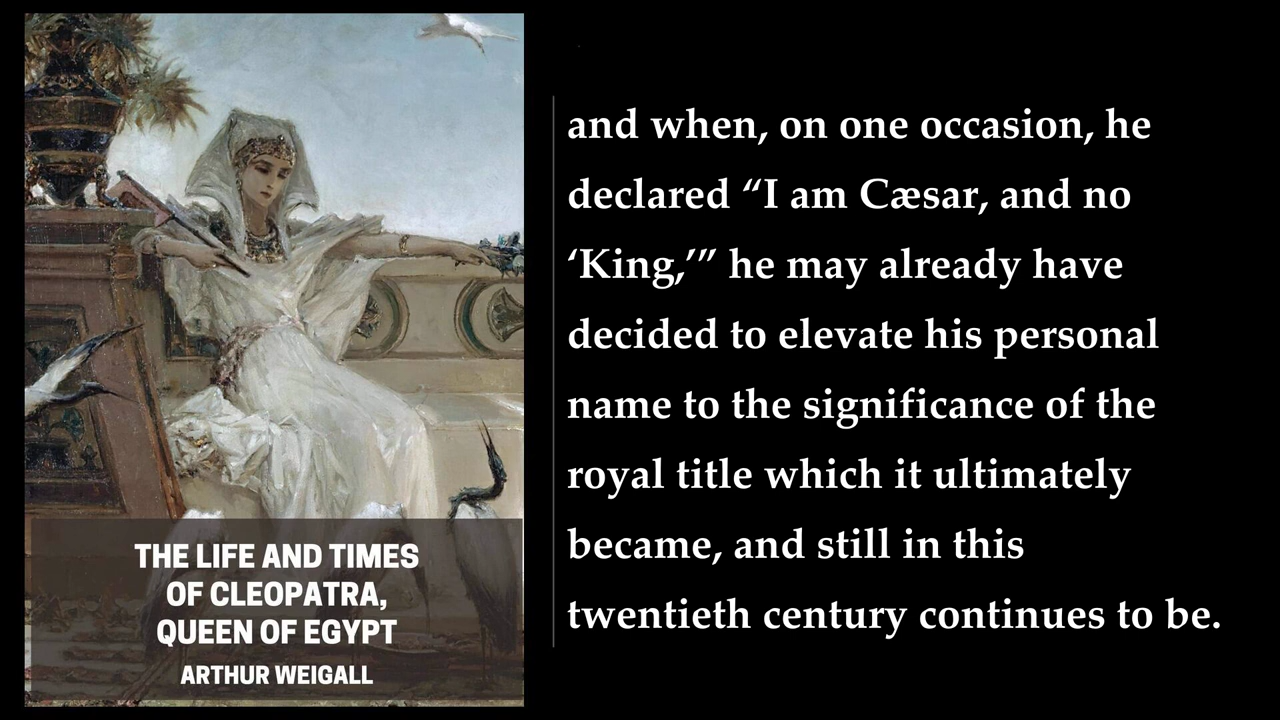 and when, on one occasion, he
declared “I am Cæsar, and no
‘King,’” he may already have
decided to elevate his personal
name to the significance of the
royal title which it ultimately
became, and still in this
twentieth century continues to be.
THE LIFE AND TIMES
OF CLEOPATRA,
QUEEN OF EGYPT
ARTHUR WEIGALL